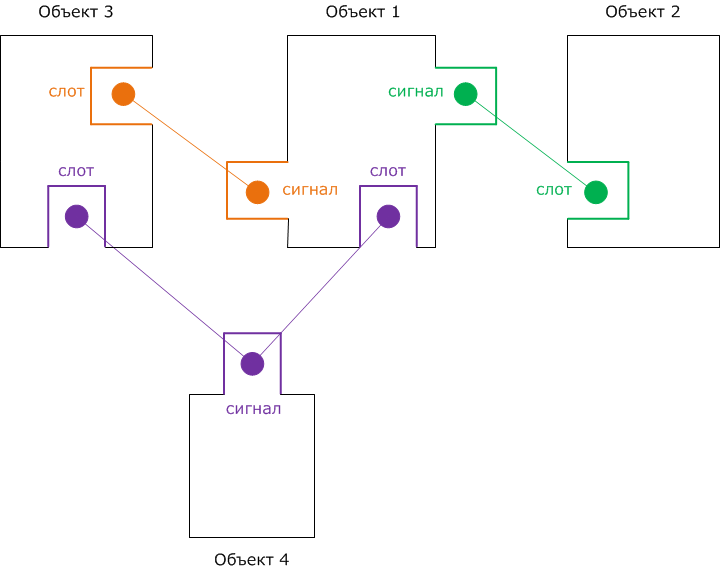 Объект 3
Объект 1
Объект 2
слот
сигнал
слот
слот
сигнал
слот
сигнал
Объект 4